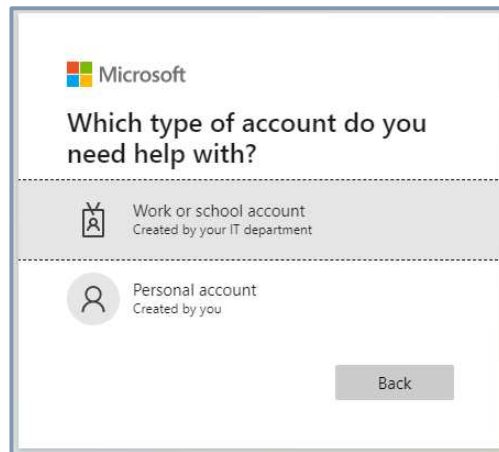 Microsoft
Which type of account do you
need help with?
Work or school account
Created by your IT department
Personal account
Created by you
Back